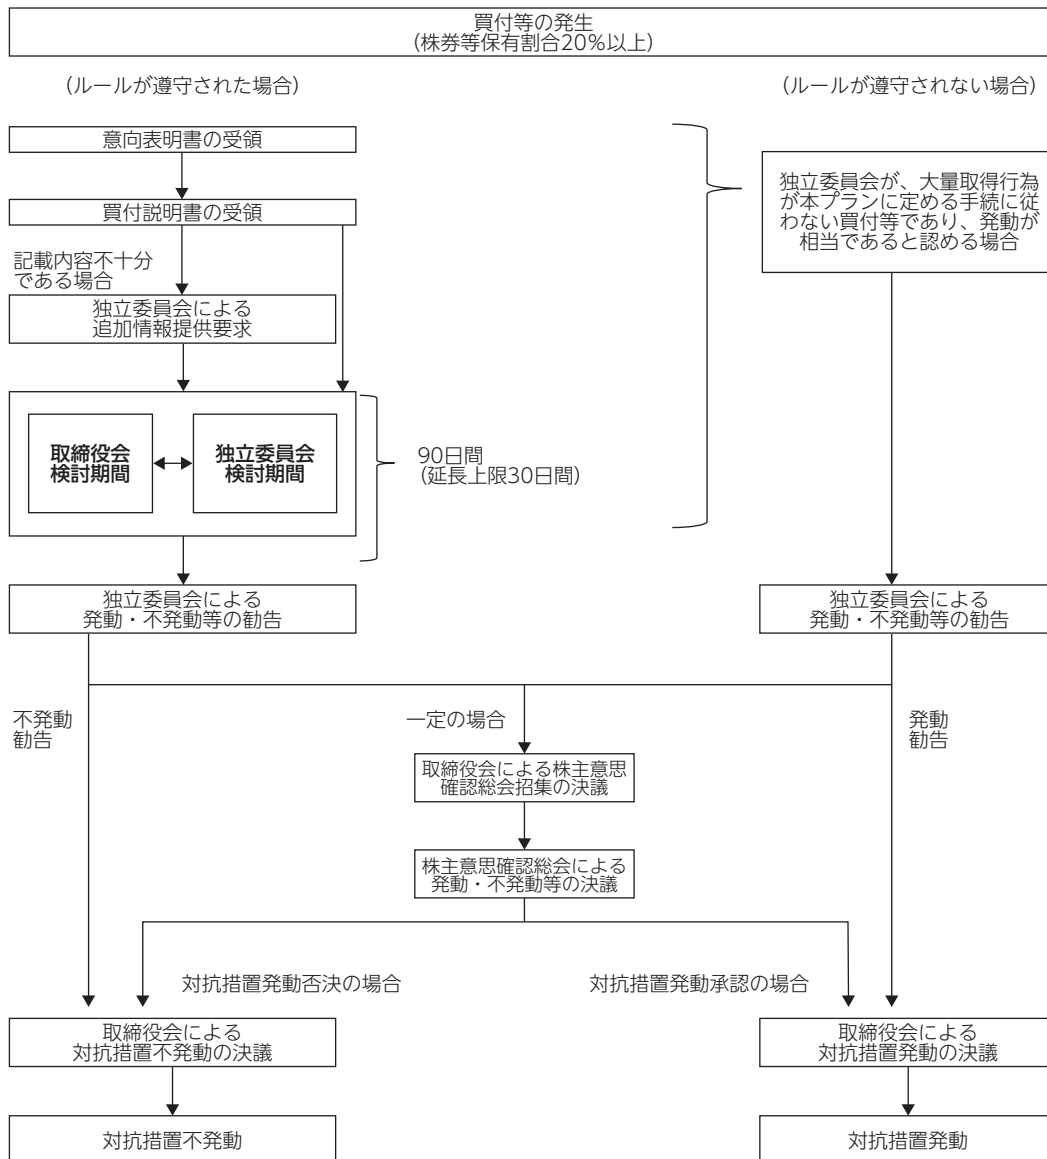 買付等の発生
(株券等保有割合20%以上)
(ルールが遵守された場合)
(ルールが遵守されない場合)
意向表明書の受領
買付説明書の受領
独立委員会が、大量取得行為
が本プランに定める手続に従
わない買付等であり、発動が
相当であると認める場合
記載内容不十分
である場合
独立委員会による
追加情報提供要求
取締役会
検討期間
独立委員会
検討期間
90日間
(延長上限30日間)
独立委員会による
発動・不発動等の勧告
独立委員会による
発動・不発動等の勧告
不発動
勧告
一定の場合
発動
勧告
取締役会による株主意思
確認総会招集の決議
株主意思確認総会による
発動・不発動等の決議
対抗措置発動否決の場合
対抗措置発動承認の場合
取締役会による
対抗措置不発動の決議
取締役会による
対抗措置発動の決議
対抗措置不発動
対抗措置発動